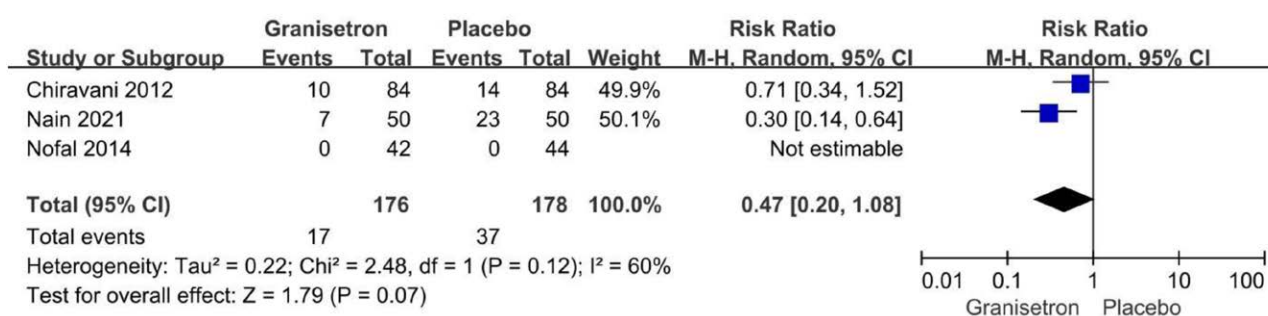 Granisetron Placebo Risk Ratio Risk Ratio
Study or Subgroup Events Total Events Total Weight M-H, Random, 95% CI M-H, Random, 95% CI
Chiravani 2012 10 84 14 84 49.9% 0.71 [0.34, 1.52]
Nain 2021 7 50 23 50 50.1% 0.30 [0.14, 0.64]
Nofal 2014 0 42 0 44 Not estimable
Total (95% CI) 176 178 100.0% 0.47 [0.20, 1.08]
Total events 17 37
Heterogeneity: Tau² = 0.22; Chi² = 2.48, df = 1 (P = 0.12); I² = 60%
Test for overall effect: Z = 1.79 (P = 0.07)
0.01 0.1 1 10 100
Granisetron Placebo